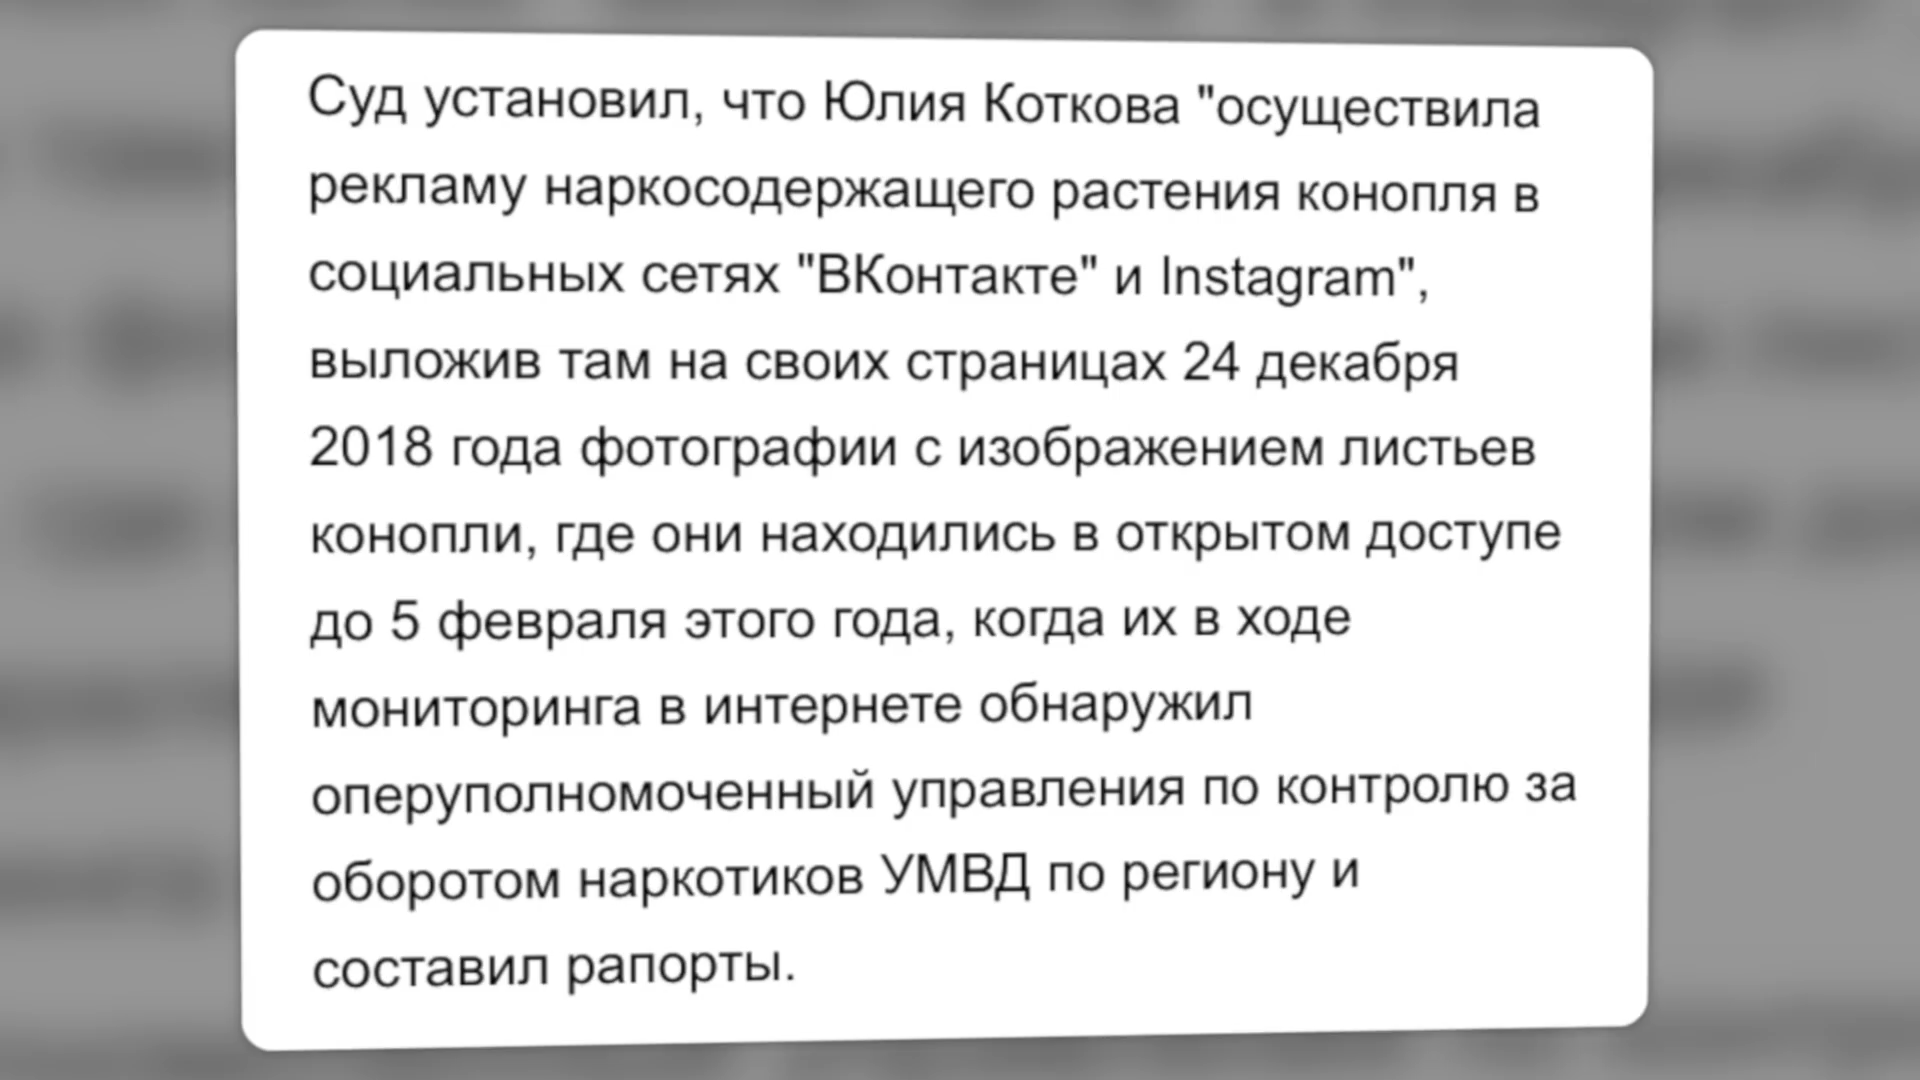 Суд установил, что Юлия Коткова "осуществила
рекламу наркосодержащего растения конопля в
социальных сетях "ВКонтакте" и Instagram",
выложив там на своих страницах 24 декабря
2018 года фотографии с изображением листьев
конопли, где они находились в открытом доступе
до 5 февраля этого года, когда их в ходе
мониторинга в интернете обнаружил
оперуполномоченный управления по контролю за
оборотом наркотиков УМВД по региону и
составил рапорты.